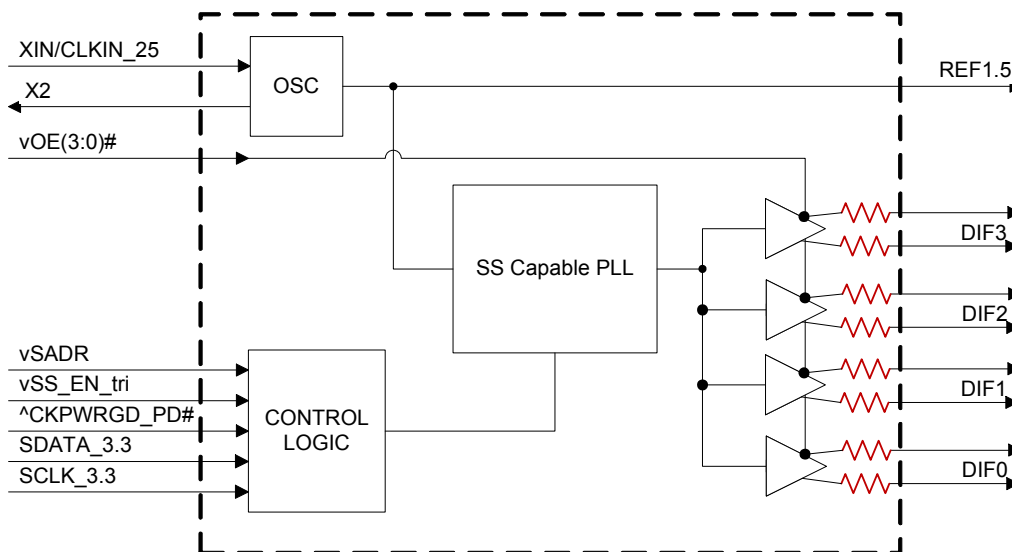 XIN/CLKIN_25
X2
vOE(3:0)#
OSC
REF1.5
SS Capable PLL
DIF3
DIF2
DIF1
DIF0
vSADR
vSS_EN_tri
^CKPWRGD_PD#
SDATA_3.3
SCLK_3.3
CONTROL
LOGIC